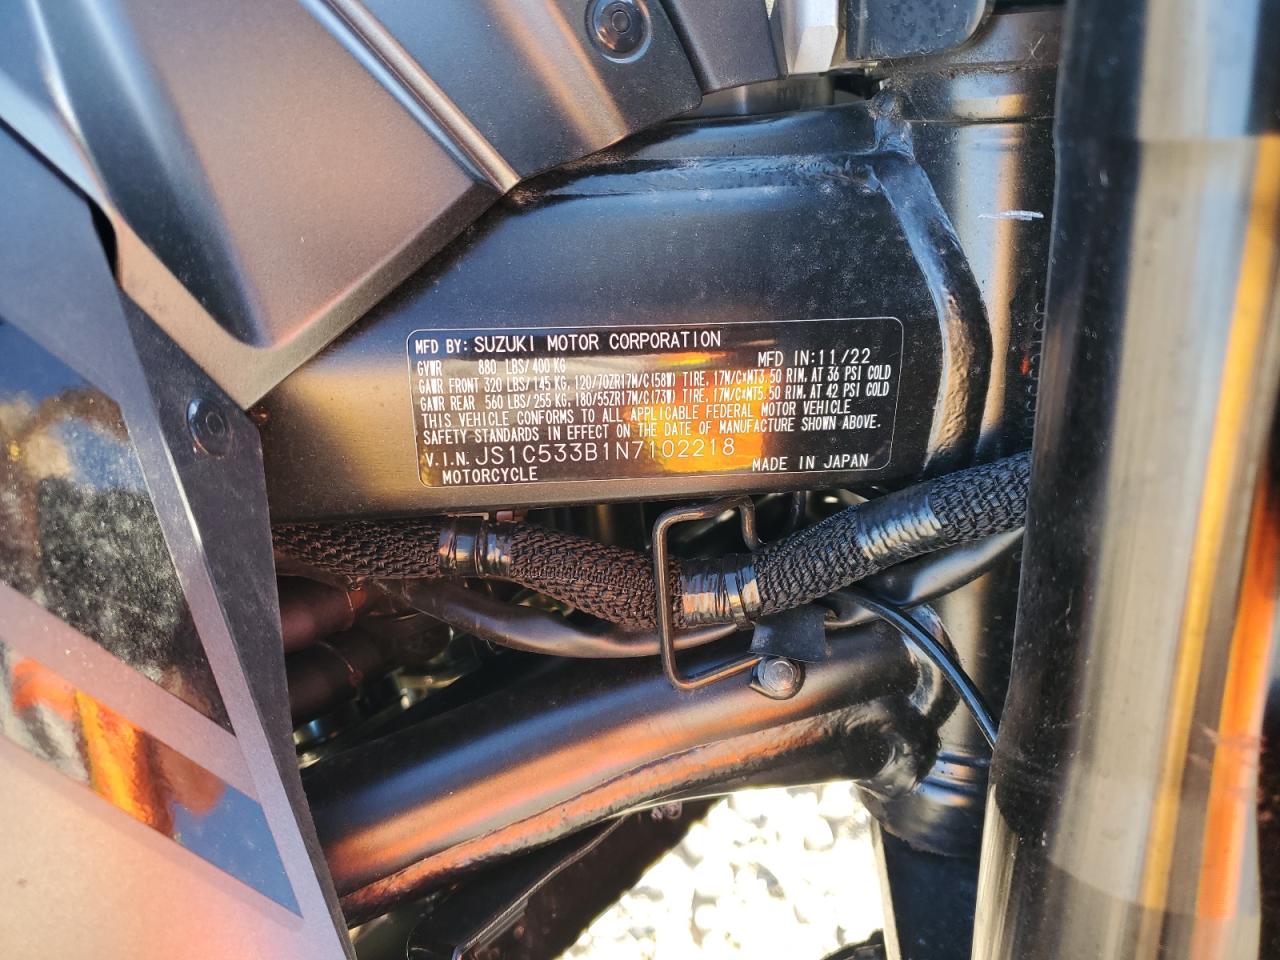 MFD BY: SUZUKI MOTOR CORPORATION
GVWR 880 LBS/ 400 KG MFD IN:11/22
GAWR FRONT 320 LBS/ 145 KG, 120/70ZR17M/C(58W) TIRE, 17M/C×MT3.50 RIM, AT 36 PSI COLD
GAWR REAR 560 LBS/ 255 KG, 180/55ZR17M/C(73W) TIRE, 17M/C×MT5.50 RIM, AT 42 PSI COLD
THIS VEHICLE CONFORMS TO ALL APPLICABLE FEDERAL MOTOR VEHICLE
SAFETY STANDARDS IN EFFECT ON THE DATE OF MANUFACTURE SHOWN ABOVE.
V.I.N. JS1C533B1N7102218
MOTORCYCLE MADE IN JAPAN